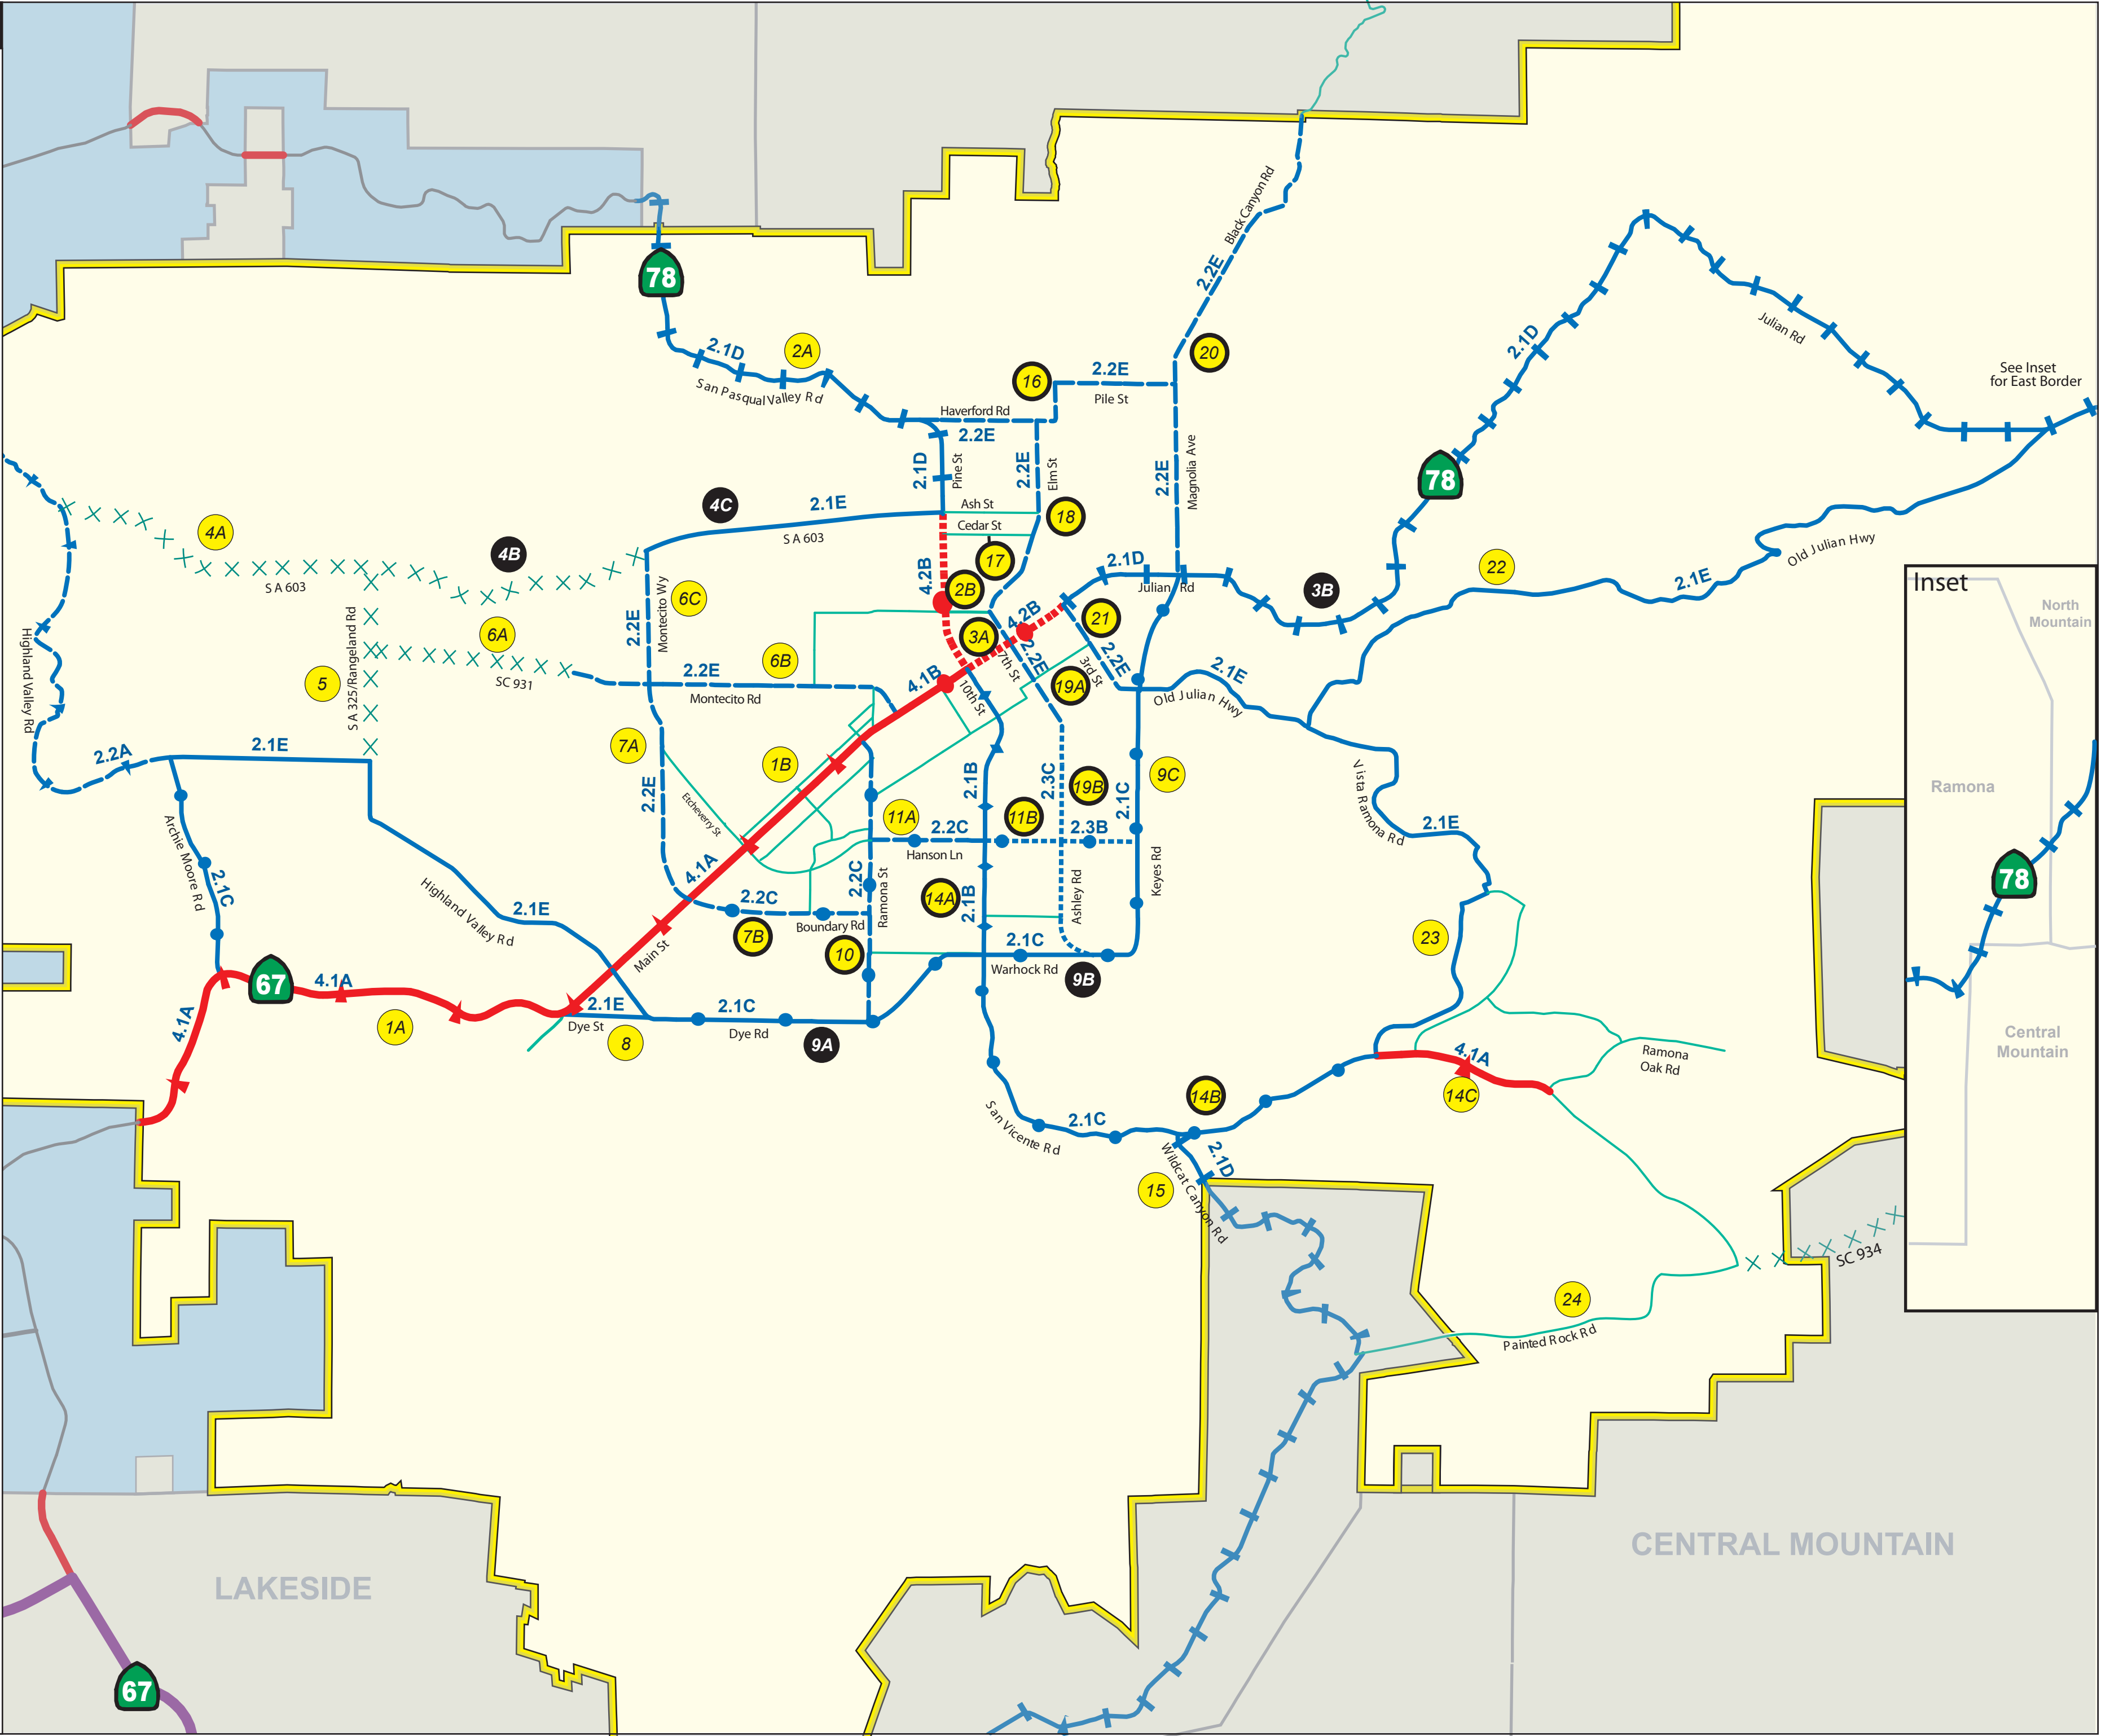 78
2.1D
2A
San Pasqual Valley Rd
Haverford Rd
2.2E
16
2.2E
Pile St
20
2.2E
Black Canyon Rd
2.1D
Julian Rd
See Inset
for East Border
2.1D
Pine St
2.2E
Elm St
2.2E
Magnolia Ave
78
4C
2.1E
S A 603
Ash St
Cedar St
18
17
4A
4B
S A 603
4.2B
2B
2.1D
Julian Rd
3B
22
Old Julian Hwy
2.1E
Inset
North
Mountain
Ramona
78
Central
Mountain
6C
2.2E
Montecito Wy
S A 325/Rangeland Rd
6A
SC 931
5
Highland Valley Rd
6B
2.2E
Montecito Rd
3A
4.2B
21
2.2E
7th St
2.2E
3rd St
19A
4.1B
10th St
2.1E
Old Julian Hwy
2.2A
2.1E
7A
2.2E
1B
Etcheverry St
2.1B
2.3C
19B
2.1C
9C
Vista Ramona Rd
2.1E
Archie Moore Rd
2.1C
11A
2.2C
Hanson Ln
11B
2.3B
Keyes Rd
4.1A
2.2C
Ramona St
14A
2.1B
Ashley Rd
Highland Valley Rd
2.1E
2.2C
Boundary Rd
7B
10
2.1C
Warhock Rd
9B
23
Main St
67
4.1A
4.1A
1A
2.1E
Dye St
8
2.1C
Dye Rd
9A
4.1A
14C
Ramona
Oak Rd
14B
2.1C
San Vicente Rd
2.1D
Wildcat Canyon Rd
15
SC 934
24
Painted Rock Rd
LAKESIDE
CENTRAL MOUNTAIN
67